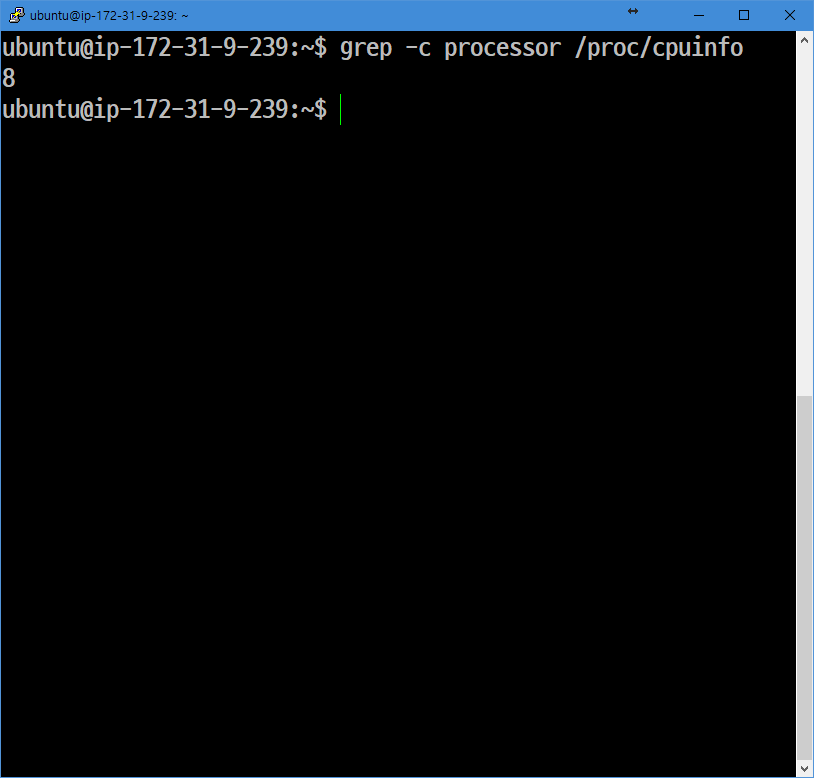 ubuntu@ip-172-31-9-239: ~
ubuntu@ip-172-31-9-239:~$ grep -c processor /proc/cpuinfo
8
ubuntu@ip-172-31-9-239:~$